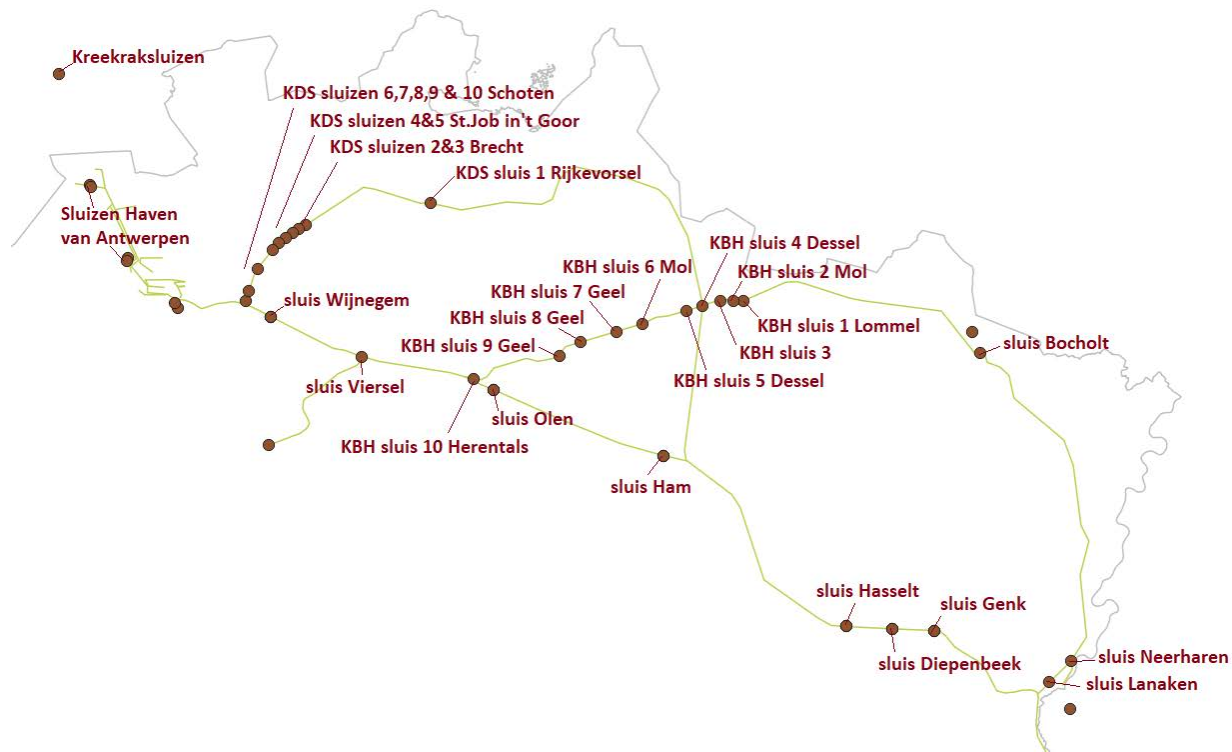 Kreekraksluizen
KDS sluizen 6,7,8,9 & 10 Schoten
KDS sluizen 4&5 St.Job in't Goor
KDS sluizen 2&3 Brecht
KDS sluis 1 Rijkevorsel
Sluizen Haven
van Antwerpen
KBH sluis 4 Dessel
KBH sluis 6 Mol
KBH sluis 2 Mol
KBH sluis 7 Geel
sluis Wijnegem
KBH sluis 8 Geel
KBH sluis 1 Lommel
KBH sluis 9 Geel
KBH sluis 3
sluis Bocholt
KBH sluis 5 Dessel
sluis Viersel
sluis Olen
KBH sluis 10 Herentals
sluis Ham
sluis Hasselt
sluis Genk
sluis Diepenbeek
sluis Neerharen
sluis Lanaken